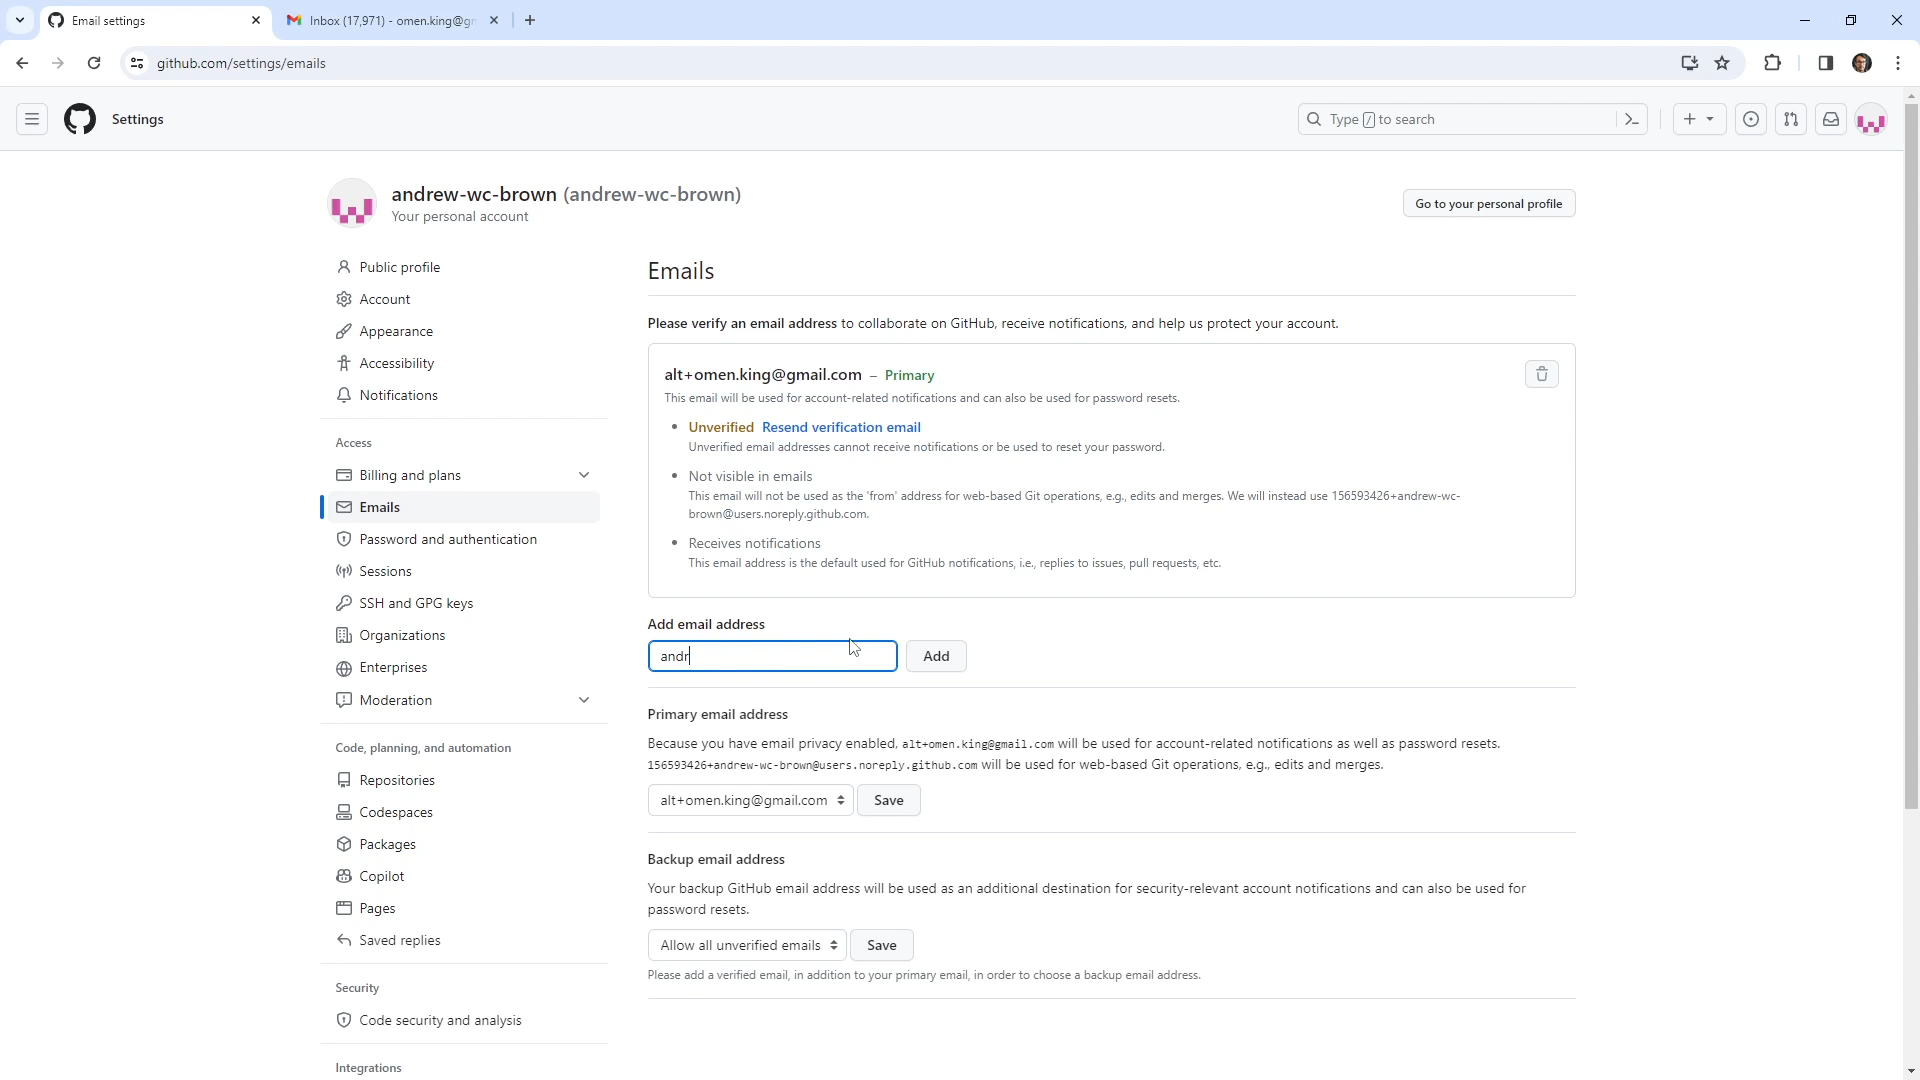 Email settings
Inbox (17,971) - omen.king@gm
github.com/settings/emails
Settings
Type / to search
andrew-wc-brown (andrew-wc-brown)
Your personal account
Go to your personal profile
Public profile
Account
Appearance
Accessibility
Notifications
Access
Billing and plans
Emails
Password and authentication
Sessions
SSH and GPG keys
Organizations
Enterprises
Moderation
Code, planning, and automation
Repositories
Codespaces
Packages
Copilot
Pages
Saved replies
Security
Code security and analysis
Integrations
Emails
Please verify an email address to collaborate on GitHub, receive notifications, and help us protect your account.
alt+omen.king@gmail.com – Primary
This email will be used for account-related notifications and can also be used for password resets.
Unverified Resend verification email
Unverified email addresses cannot receive notifications or be used to reset your password.
Not visible in emails
This email will not be used as the 'from' address for web-based Git operations, e.g., edits and merges. We will instead use 156593426+andrew-wc-
brown@users.noreply.github.com.
Receives notifications
This email address is the default used for GitHub notifications, i.e., replies to issues, pull requests, etc.
Add email address
andr
Add
Primary email address
Because you have email privacy enabled, alt+omen.king@gmail.com will be used for account-related notifications as well as password resets.
156593426+andrew-wc-brown@users.noreply.github.com will be used for web-based Git operations, e.g., edits and merges.
alt+omen.king@gmail.com
Save
Backup email address
Your backup GitHub email address will be used as an additional destination for security-relevant account notifications and can also be used for
password resets.
Allow all unverified emails
Save
Please add a verified email, in addition to your primary email, in order to choose a backup email address.